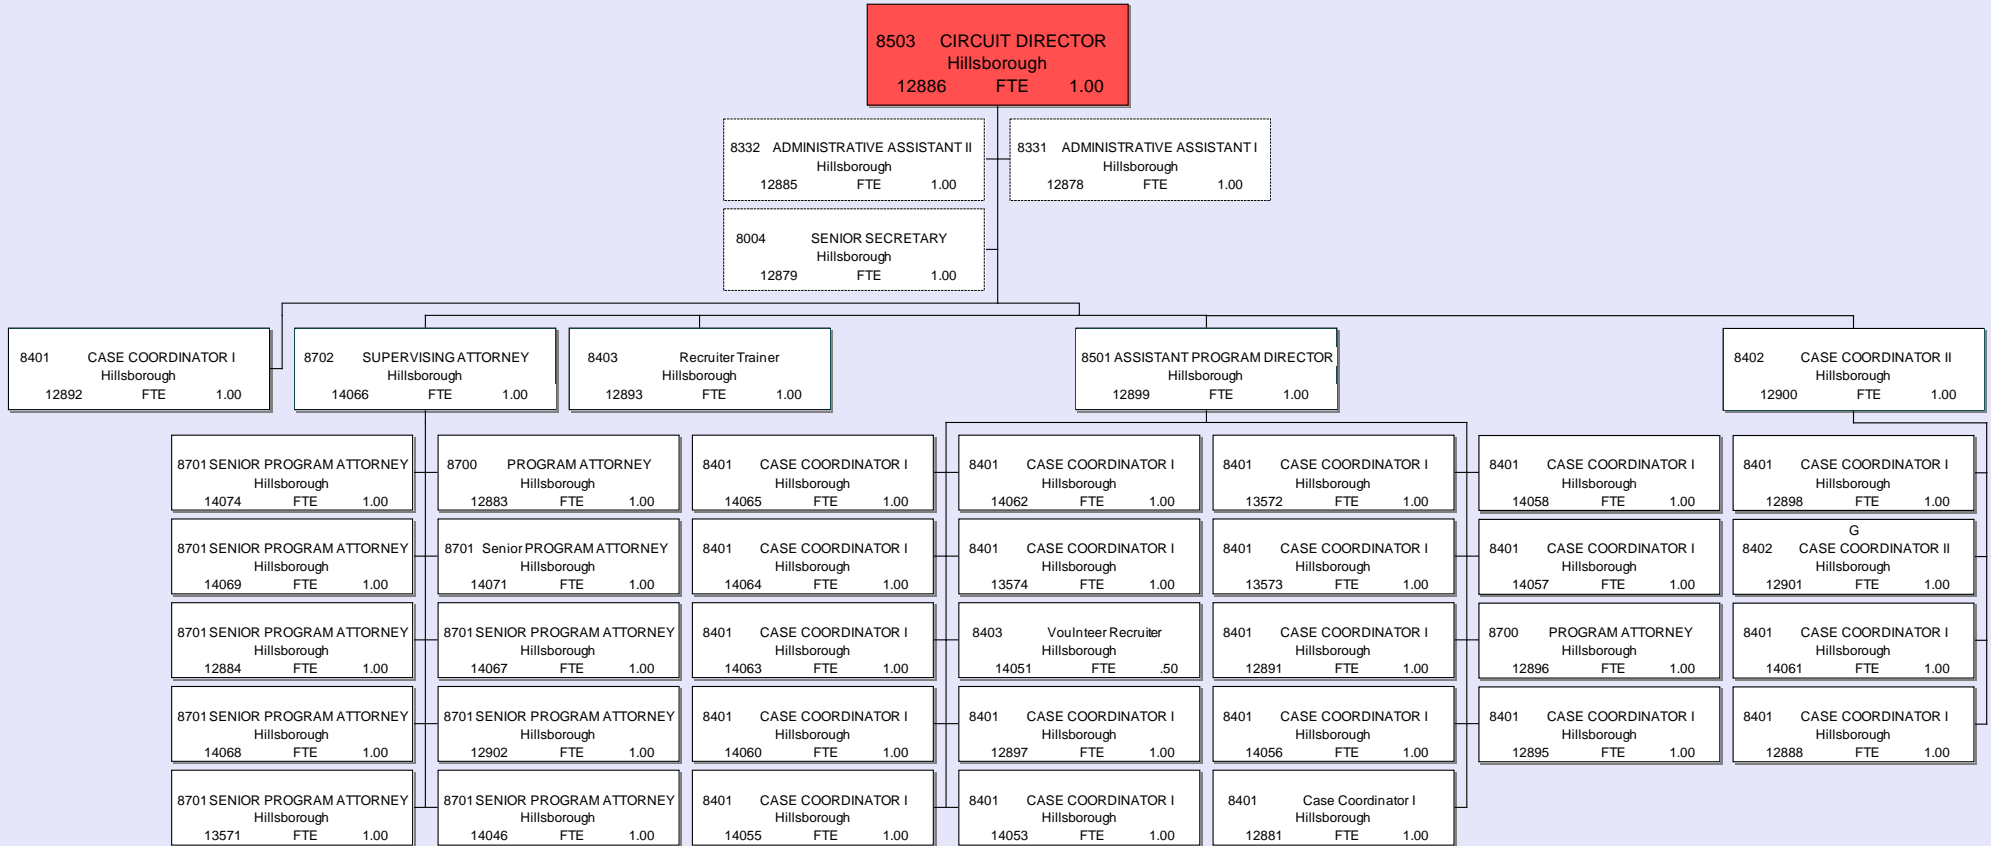 8503 CIRCUIT DIRECTOR
Hillsborough
12886 FTE 1.00
8332 ADMINISTRATIVE ASSISTANT II
Hillsborough
12885 FTE 1.00
8331 ADMINISTRATIVE ASSISTANT I
Hillsborough
12878 FTE 1.00
8004 SENIOR SECRETARY
Hillsborough
12879 FTE 1.00
8401 CASE COORDINATOR I
Hillsborough
12892 FTE 1.00
8702 SUPERVISING ATTORNEY
Hillsborough
14066 FTE 1.00
8403 Recruiter Trainer
Hillsborough
12893 FTE 1.00
8501 ASSISTANT PROGRAM DIRECTOR
Hillsborough
12899 FTE 1.00
8402 CASE COORDINATOR II
Hillsborough
12900 FTE 1.00
8701 SENIOR PROGRAM ATTORNEY
Hillsborough
14074 FTE 1.00
8700 PROGRAM ATTORNEY
Hillsborough
12883 FTE 1.00
8401 CASE COORDINATOR I
Hillsborough
14065 FTE 1.00
8401 CASE COORDINATOR I
Hillsborough
14062 FTE 1.00
8401 CASE COORDINATOR I
Hillsborough
13572 FTE 1.00
8401 CASE COORDINATOR I
Hillsborough
14058 FTE 1.00
8401 CASE COORDINATOR I
Hillsborough
12898 FTE 1.00
8701 SENIOR PROGRAM ATTORNEY
Hillsborough
14069 FTE 1.00
8701 Senior PROGRAM ATTORNEY
Hillsborough
14071 FTE 1.00
8401 CASE COORDINATOR I
Hillsborough
14064 FTE 1.00
8401 CASE COORDINATOR I
Hillsborough
13574 FTE 1.00
8401 CASE COORDINATOR I
Hillsborough
13573 FTE 1.00
8401 CASE COORDINATOR I
Hillsborough
14057 FTE 1.00
G
8402 CASE COORDINATOR II
Hillsborough
12901 FTE 1.00
8701 SENIOR PROGRAM ATTORNEY
Hillsborough
12884 FTE 1.00
8701 SENIOR PROGRAM ATTORNEY
Hillsborough
14067 FTE 1.00
8401 CASE COORDINATOR I
Hillsborough
14063 FTE 1.00
8403 Voulnteer Recruiter
Hillsborough
14051 FTE .50
8401 CASE COORDINATOR I
Hillsborough
12891 FTE 1.00
8700 PROGRAM ATTORNEY
Hillsborough
12896 FTE 1.00
8401 CASE COORDINATOR I
Hillsborough
14061 FTE 1.00
8701 SENIOR PROGRAM ATTORNEY
Hillsborough
14068 FTE 1.00
8701 SENIOR PROGRAM ATTORNEY
Hillsborough
12902 FTE 1.00
8401 CASE COORDINATOR I
Hillsborough
14060 FTE 1.00
8401 CASE COORDINATOR I
Hillsborough
12897 FTE 1.00
8401 CASE COORDINATOR I
Hillsborough
14056 FTE 1.00
8401 CASE COORDINATOR I
Hillsborough
12895 FTE 1.00
8401 CASE COORDINATOR I
Hillsborough
12888 FTE 1.00
8701 SENIOR PROGRAM ATTORNEY
Hillsborough
13571 FTE 1.00
8701 SENIOR PROGRAM ATTORNEY
Hillsborough
14046 FTE 1.00
8401 CASE COORDINATOR I
Hillsborough
14055 FTE 1.00
8401 CASE COORDINATOR I
Hillsborough
14053 FTE 1.00
8401 Case Coordinator I
Hillsborough
12881 FTE 1.00